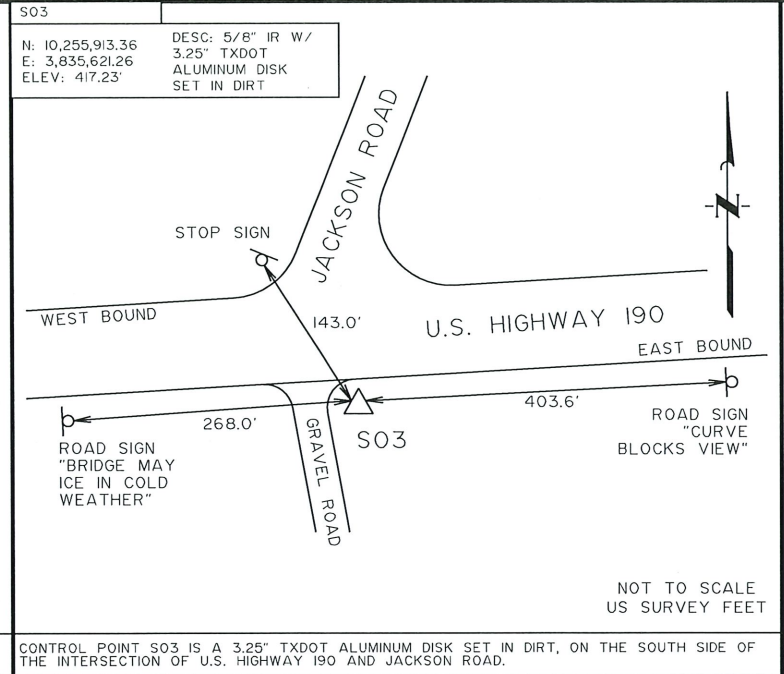 S03
N: 10,255,913.36
E: 3,835,621.26
ELEV: 417.23'
DESC: 5/8" IR W/
3.25" TXDOT
ALUMINUM DISK
SET IN DIRT
JACKSON ROAD
N
STOP SIGN
WEST BOUND
143.0'
U.S. HIGHWAY 190
EAST BOUND
268.0'
403.6'
S03
GRAVEL ROAD
ROAD SIGN
"BRIDGE MAY
ICE IN COLD
WEATHER"
ROAD SIGN
"CURVE
BLOCKS VIEW"
NOT TO SCALE
US SURVEY FEET
CONTROL POINT S03 IS A 3.25" TXDOT ALUMINUM DISK SET IN DIRT, ON THE SOUTH SIDE OF
THE INTERSECTION OF U.S. HIGHWAY 190 AND JACKSON ROAD.